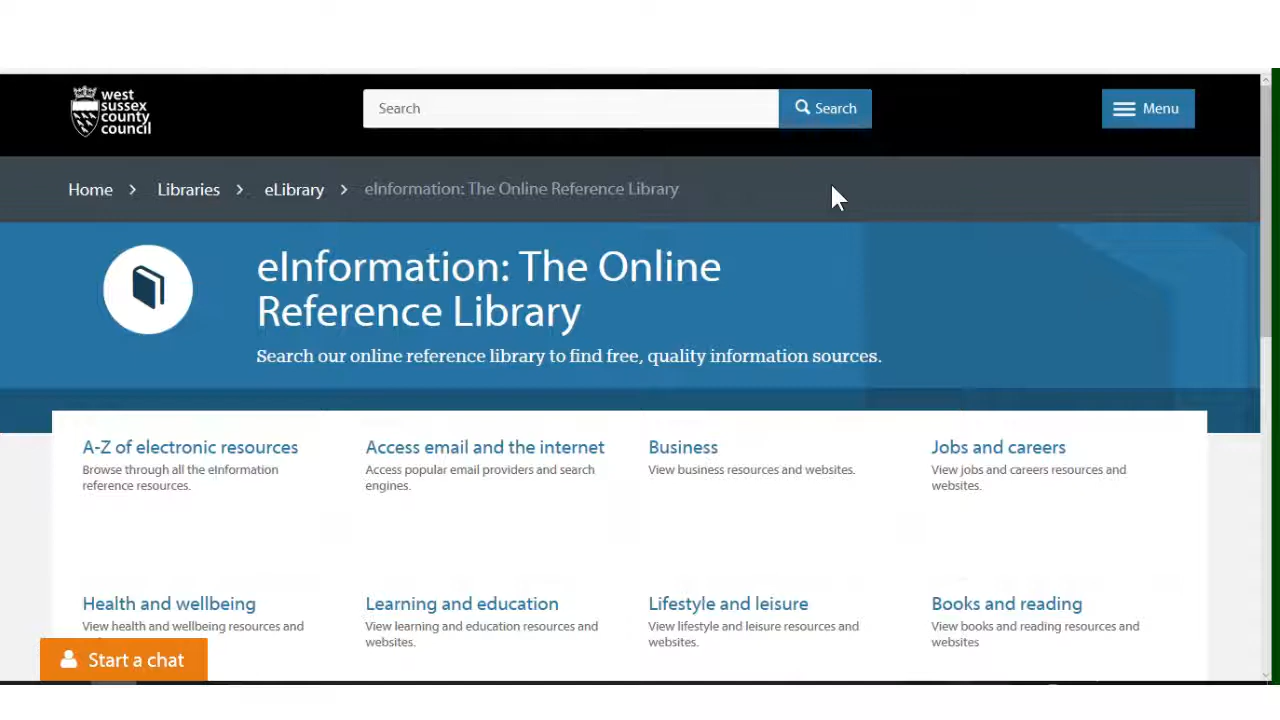 west
sussex
county
council
Search
Search
Menu
Home > Libraries > eLibrary > eInformation: The Online Reference Library
eInformation: The Online
Reference Library
Search our online reference library to find free, quality information sources.
A-Z of electronic resources
Browse through all the eInformation
reference resources.
Access email and the internet
Access popular email providers and search
engines.
Business
View business resources and websites.
Jobs and careers
View jobs and careers resources and
websites.
Health and wellbeing
View health and wellbeing resources and
Learning and education
View learning and education resources and
websites.
Lifestyle and leisure
View lifestyle and leisure resources and
websites.
Books and reading
View books and reading resources and
websites
Start a chat